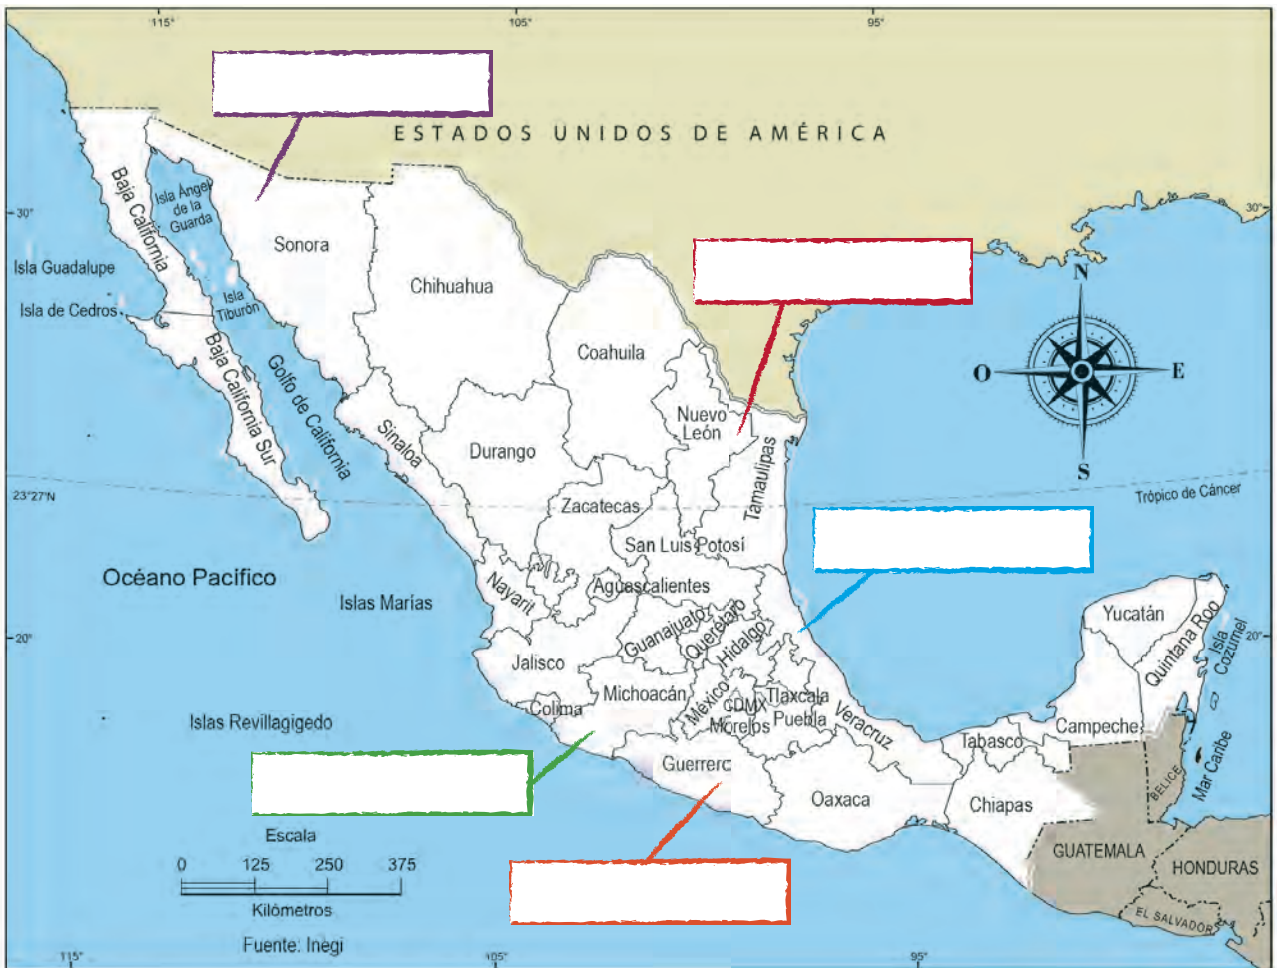 115°
105°
95°
ESTADOS UNIDOS DE AMÉRICA
Baja California
Isla Ángel
de la
Guarda
30°
30°
Sonora
Isla Guadalupe
Isla de Cedros
Isla
Tiburón
Chihuahua
N
O
E
S
Coahuila
Baja California Sur
Golfo de California
Sinaloa
Durango
Nuevo
León
Tamaulipas
23°27'N
Trópico de Cáncer
Zacatecas
San Luis Potosí
Océano Pacífico
Islas Marías
Nayarit
Aguascalientes
Guanajuato
Querétaro
Hidalgo
Yucatán
Quintana Roo
Isla
Cozumel
20°
20°
Jalisco
Michoacán
México
Tlaxcala
CDMX
Colima
Morelos
Puebla
Veracruz
Islas Revillagigedo
Campeche
Tabasco
Guerrero
Mar Caribe
BELICE
Oaxaca
Chiapas
GUATEMALA
HONDURAS
EL SALVADOR
Escala
0 125 250 375
Kilómetros
Fuente: Inegi
115°
105°
95°